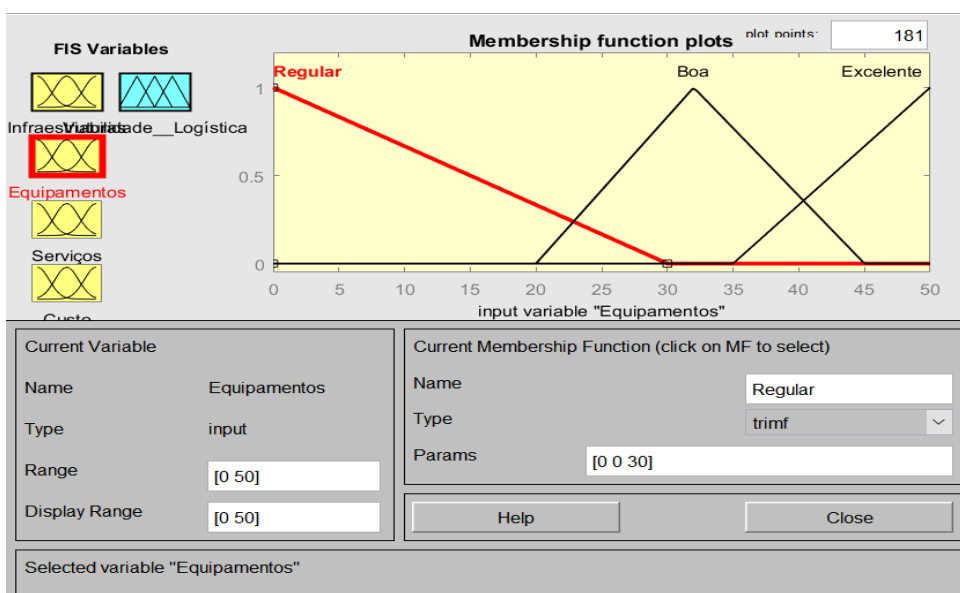 FIS Variables
Membership function plots
plot points:
181
Regular
Boa
Excelente
1
0.5
0
Logística
Equipamentos
Serviços
Custo
0 5 10 15 20 25 30 35 40 45 50
input variable "Equipamentos"
Current Variable
Name Equipamentos
Type input
Range [0 50]
Display Range [0 50]
Current Membership Function (click on MF to select)
Name Regular
Type trimf
Params [0 0 30]
Help Close
Selected variable "Equipamentos"